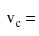 v_c =